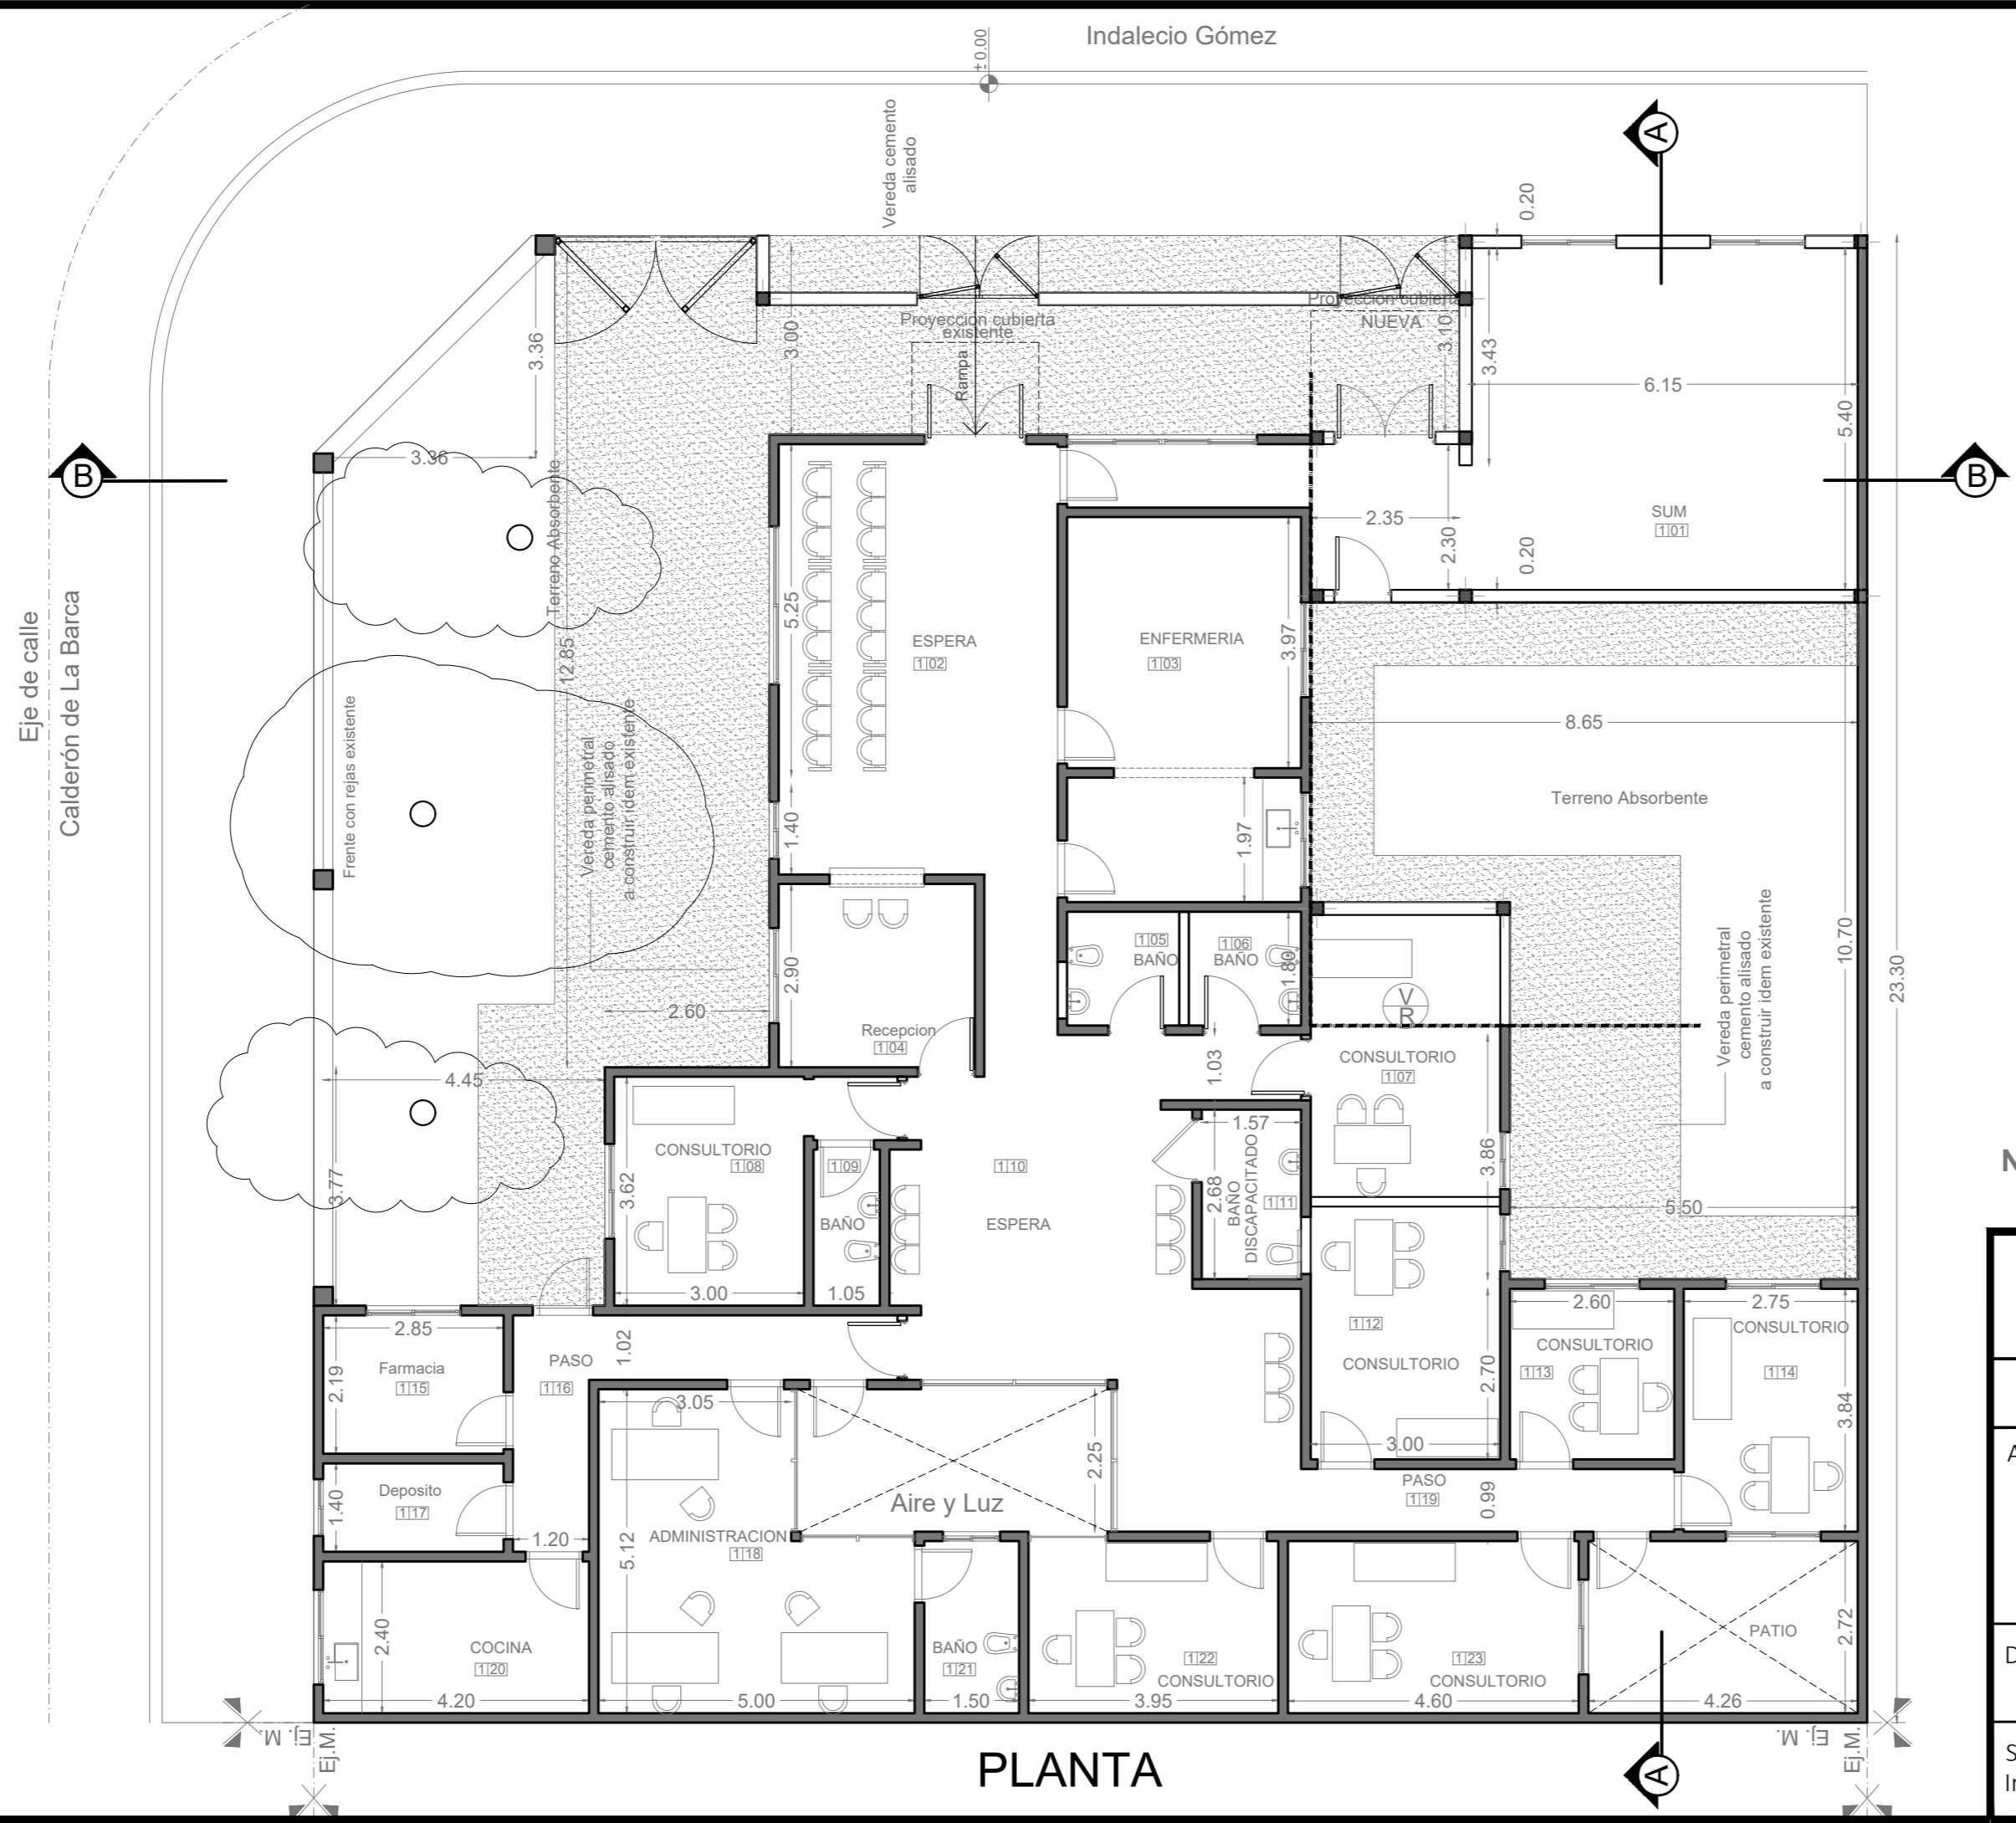 Indalecio Gómez
±0.00
Vereda cemento
alisado
A
0.20
Proyeccion cubierta
existente
Rampa
Proyeccion cubierta
NUEVA
3.00
3.10
3.43
3.36
3.36
6.15
5.40
B
B
Terreno Absorbente
12.85
SUM
1|01
2.35
2.30
0.20
Eje de calle
Calderón de La Barca
Frente con rejas existente
Vereda perimetral
cemento alisado
a construir idem existente
5.25
ESPERA
1|02
ENFERMERIA
1|03
3.97
8.65
Terreno Absorbente
1.40
1.97
10.70
23.30
Vereda perimetral
cemento alisado
a construir idem existente
2.90
2.60
Recepcion
1|04
1|05
BAÑO
1|06
BAÑO
1.80
V
R
CONSULTORIO
1|07
1.03
4.45
3.77
CONSULTORIO
1|08
3.62
3.00
1|09
BAÑO
1.05
1|10
ESPERA
1.57
2.68
BAÑO
DISCAPACITADO
1|11
3.86
5.50
N
2.85
Farmacia
1|15
2.19
PASO
1|16
1.02
1|12
CONSULTORIO
2.70
3.00
2.60
CONSULTORIO
1|13
2.75
CONSULTORIO
1|14
3.84
3.05
Aire y Luz
2.25
PASO
1|19
0.99
A
Deposito
1|17
1.40
1.20
ADMINISTRACION
1|18
5.12
5.00
COCINA
1|20
2.40
4.20
BAÑO
1|21
1.50
1|22
CONSULTORIO
3.95
1|23
CONSULTORIO
4.60
PATIO
2.72
4.26
D
S
Ej. M.
Ej.M.
Ej. M.
Ej.M.
PLANTA
A